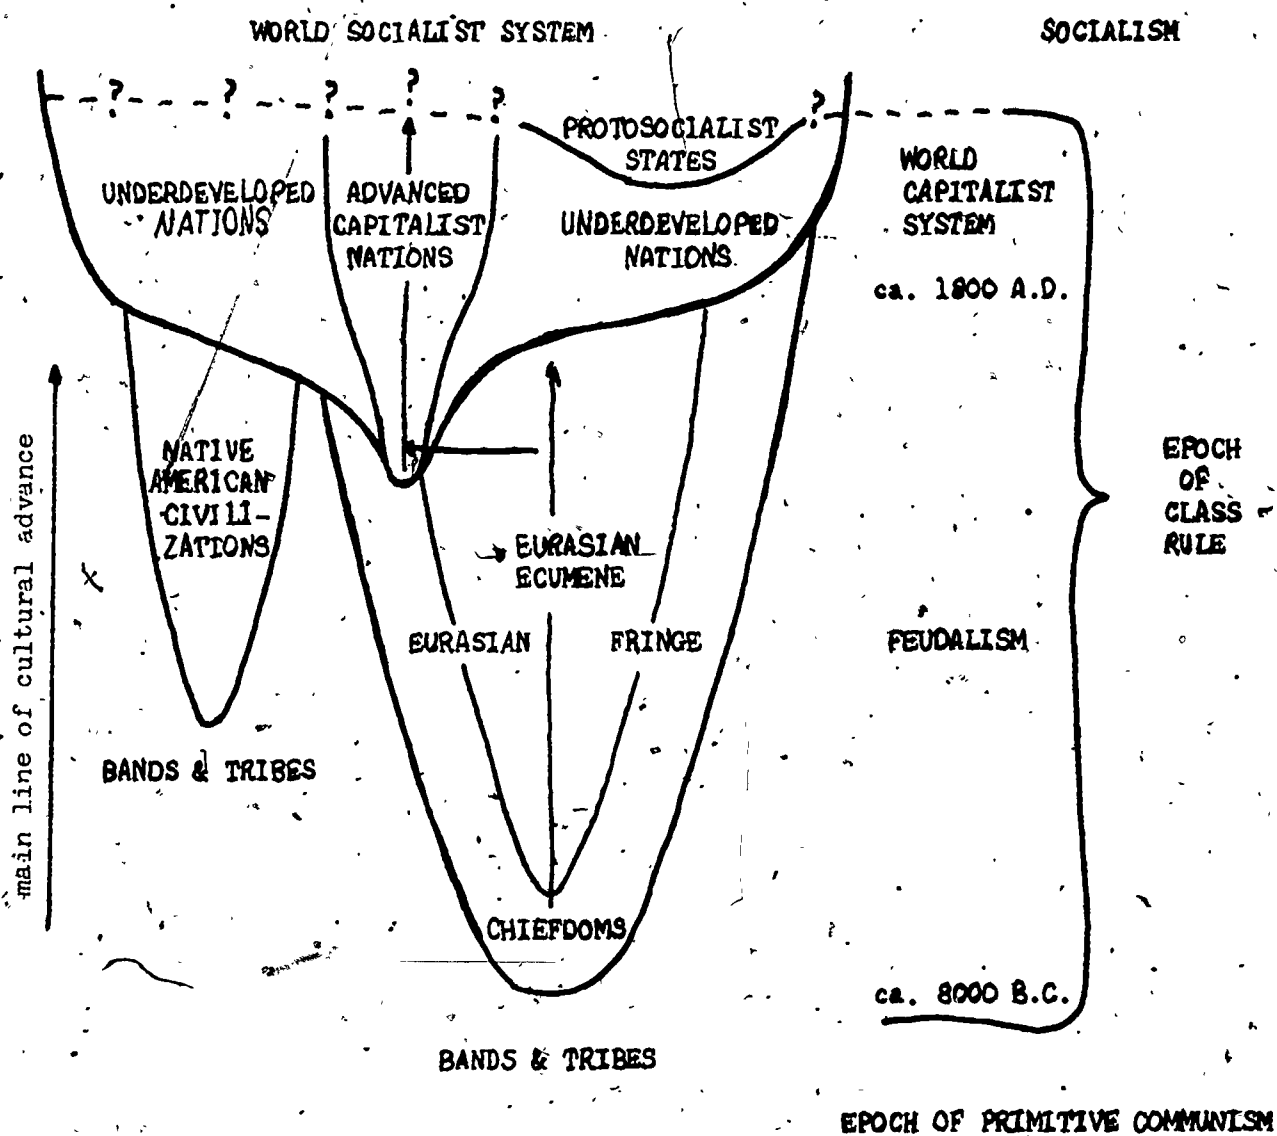 WORLD SOCIALIST SYSTEM
SOCIALISM
? ? ? ? ? ?
PROTOSOCIALIST
STATES
UNDERDEVELOPED
NATIONS
ADVANCED
CAPITALIST
NATIONS
UNDERDEVELOPED
NATIONS
WORLD
CAPITALIST
SYSTEM
ca. 1800 A.D.
main line of cultural advance
NATIVE
AMERICAN
CIVILI-
ZATIONS
EURASIAN
ECUMENE
EPOCH
OF
CLASS
RULE
EURASIAN
FRINGE
FEUDALISM
BANDS & TRIBES
CHIEFDOMS
ca. 8000 B.C.
BANDS & TRIBES
EPOCH OF PRIMITIVE COMMUNISM